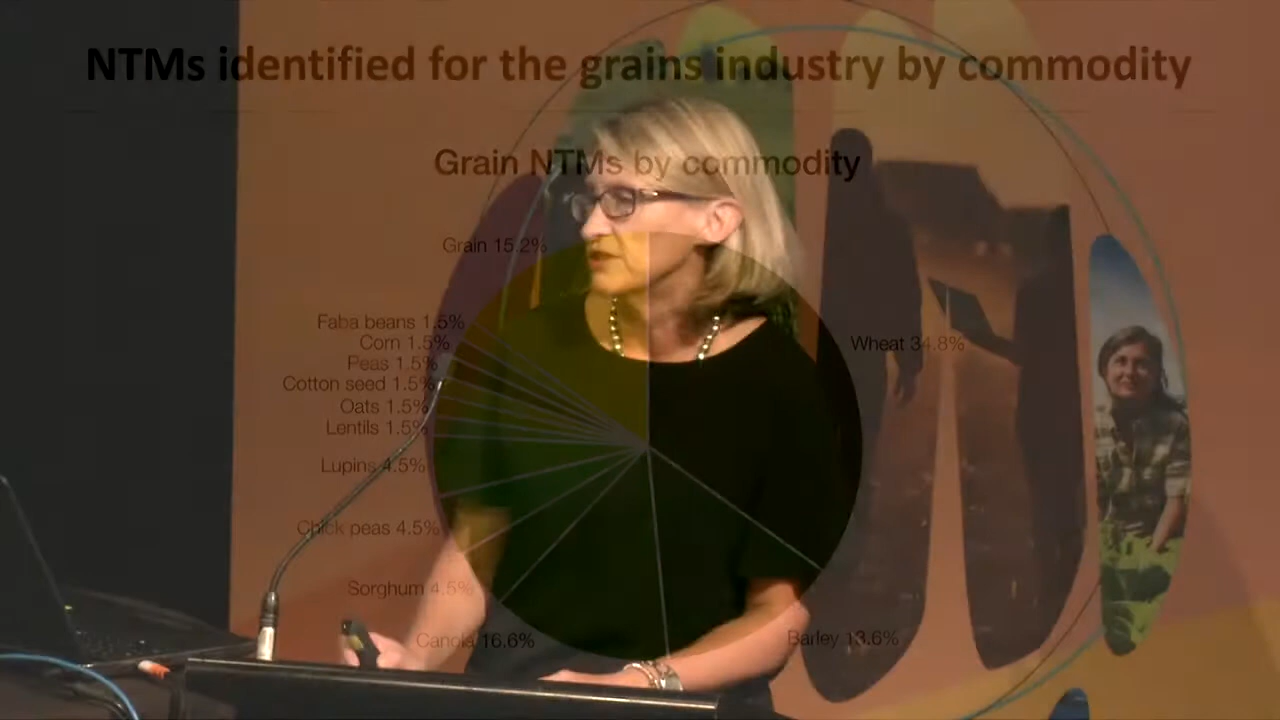 NTMs identified for the grains industry by commodity
Grain NTMs by commodity
Grain 15.2%
Faba beans 1.5%
Corn 1.5%
Peas 1.5%
Cotton seed 1.5%
Oats 1.5%
Lentils 1.5%
Lupins 4.5%
Chick peas 4.5%
Sorghum 4.5%
Canola 16.6%
Wheat 34.8%
Barley 13.6%